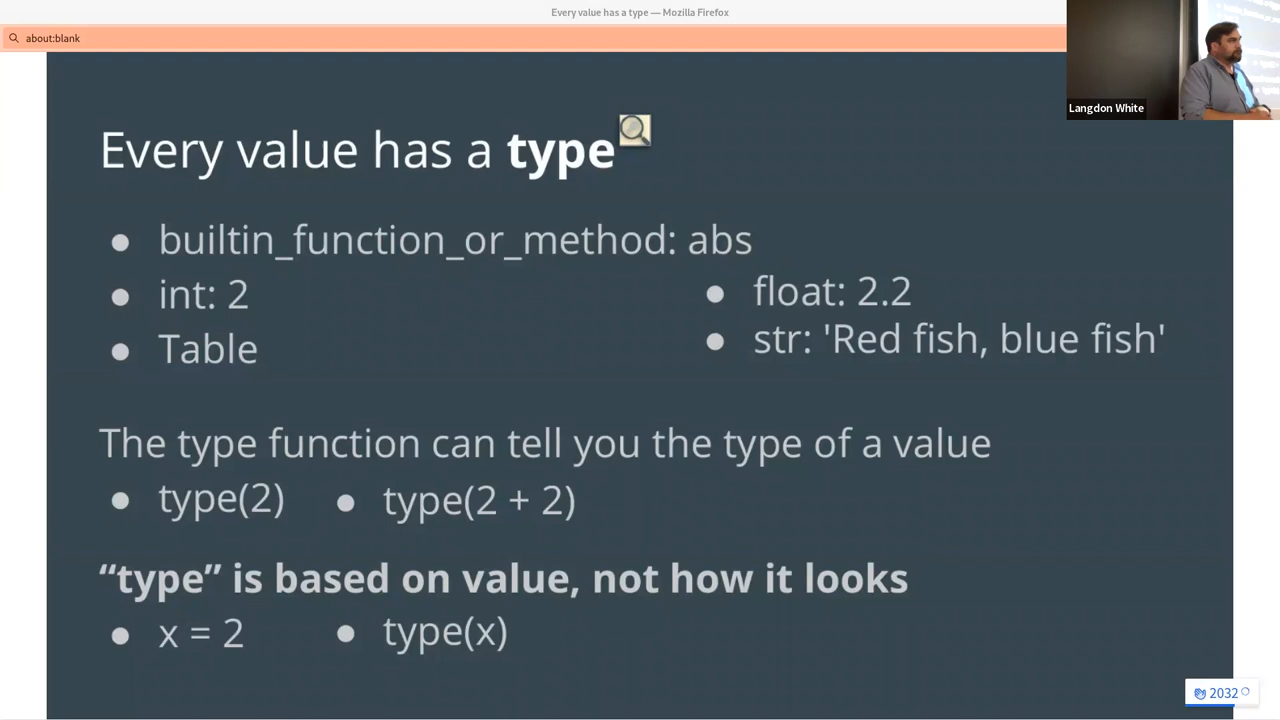 Every value has a type — Mozilla Firefox
about:blank
Langdon White
Every value has a type
● builtin_function_or_method: abs
● int: 2
● float: 2.2
● Table
● str: 'Red fish, blue fish'
The type function can tell you the type of a value
● type(2) ● type(2 + 2)
“type” is based on value, not how it looks
● x = 2 ● type(x)
2032